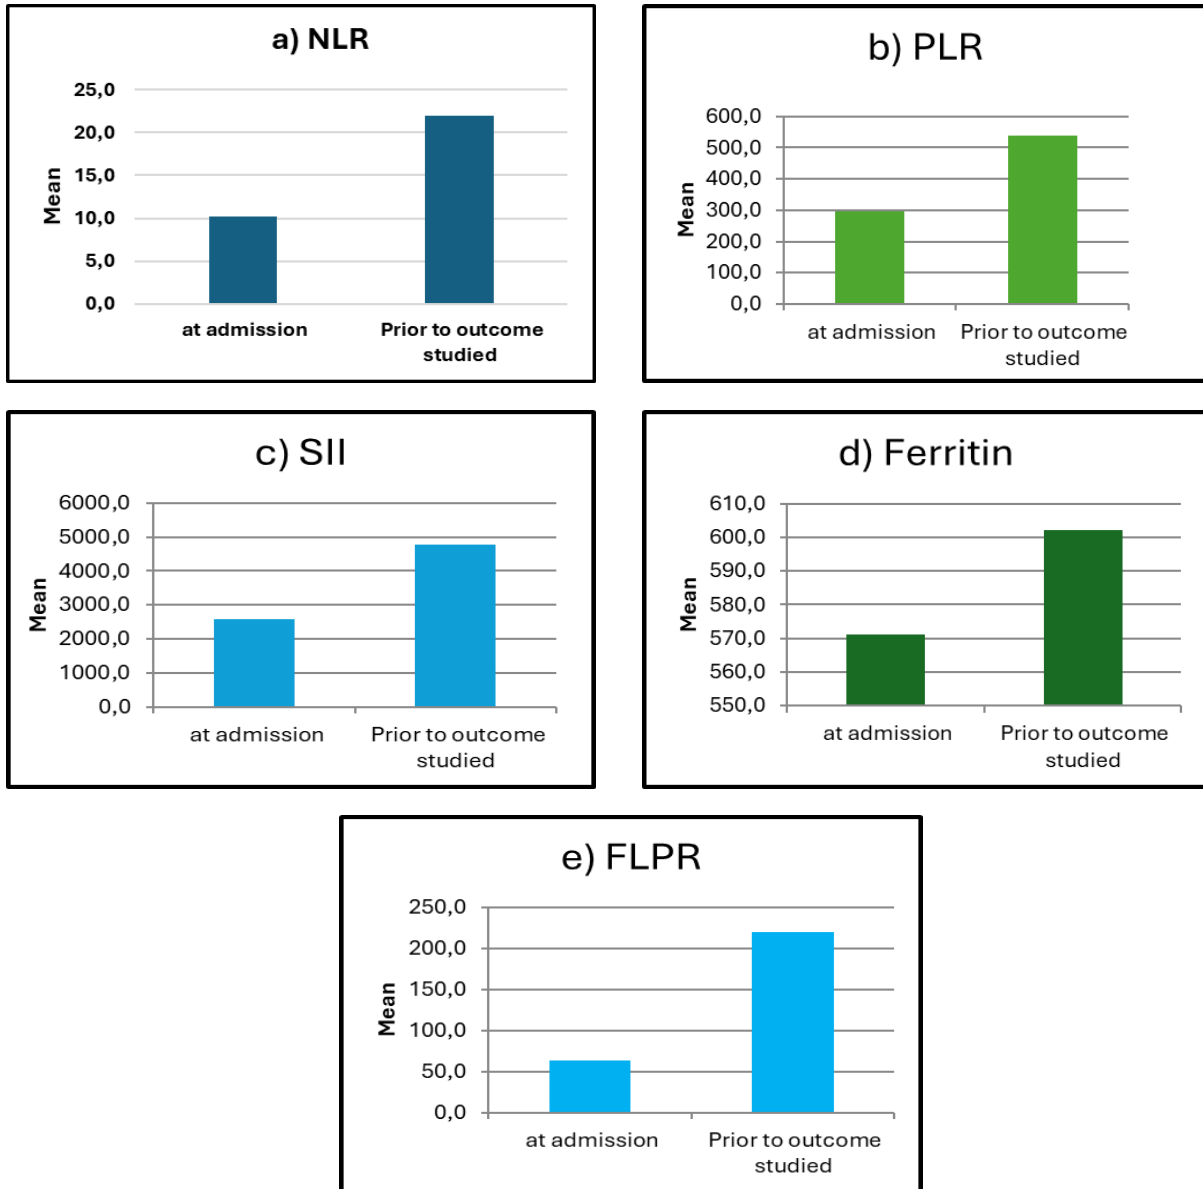 a) NLR
Mean
25,0
20,0
15,0
10,0
5,0
0,0
at admission
Prior to outcome
studied
b) PLR
Mean
600,0
500,0
400,0
300,0
200,0
100,0
0,0
at admission
Prior to outcome
studied
c) SII
Mean
6000,0
5000,0
4000,0
3000,0
2000,0
1000,0
0,0
at admission
Prior to outcome
studied
d) Ferritin
Mean
610,0
600,0
590,0
580,0
570,0
560,0
550,0
at admission
Prior to outcome
studied
e) FLPR
Mean
250,0
200,0
150,0
100,0
50,0
0,0
at admission
Prior to outcome
studied